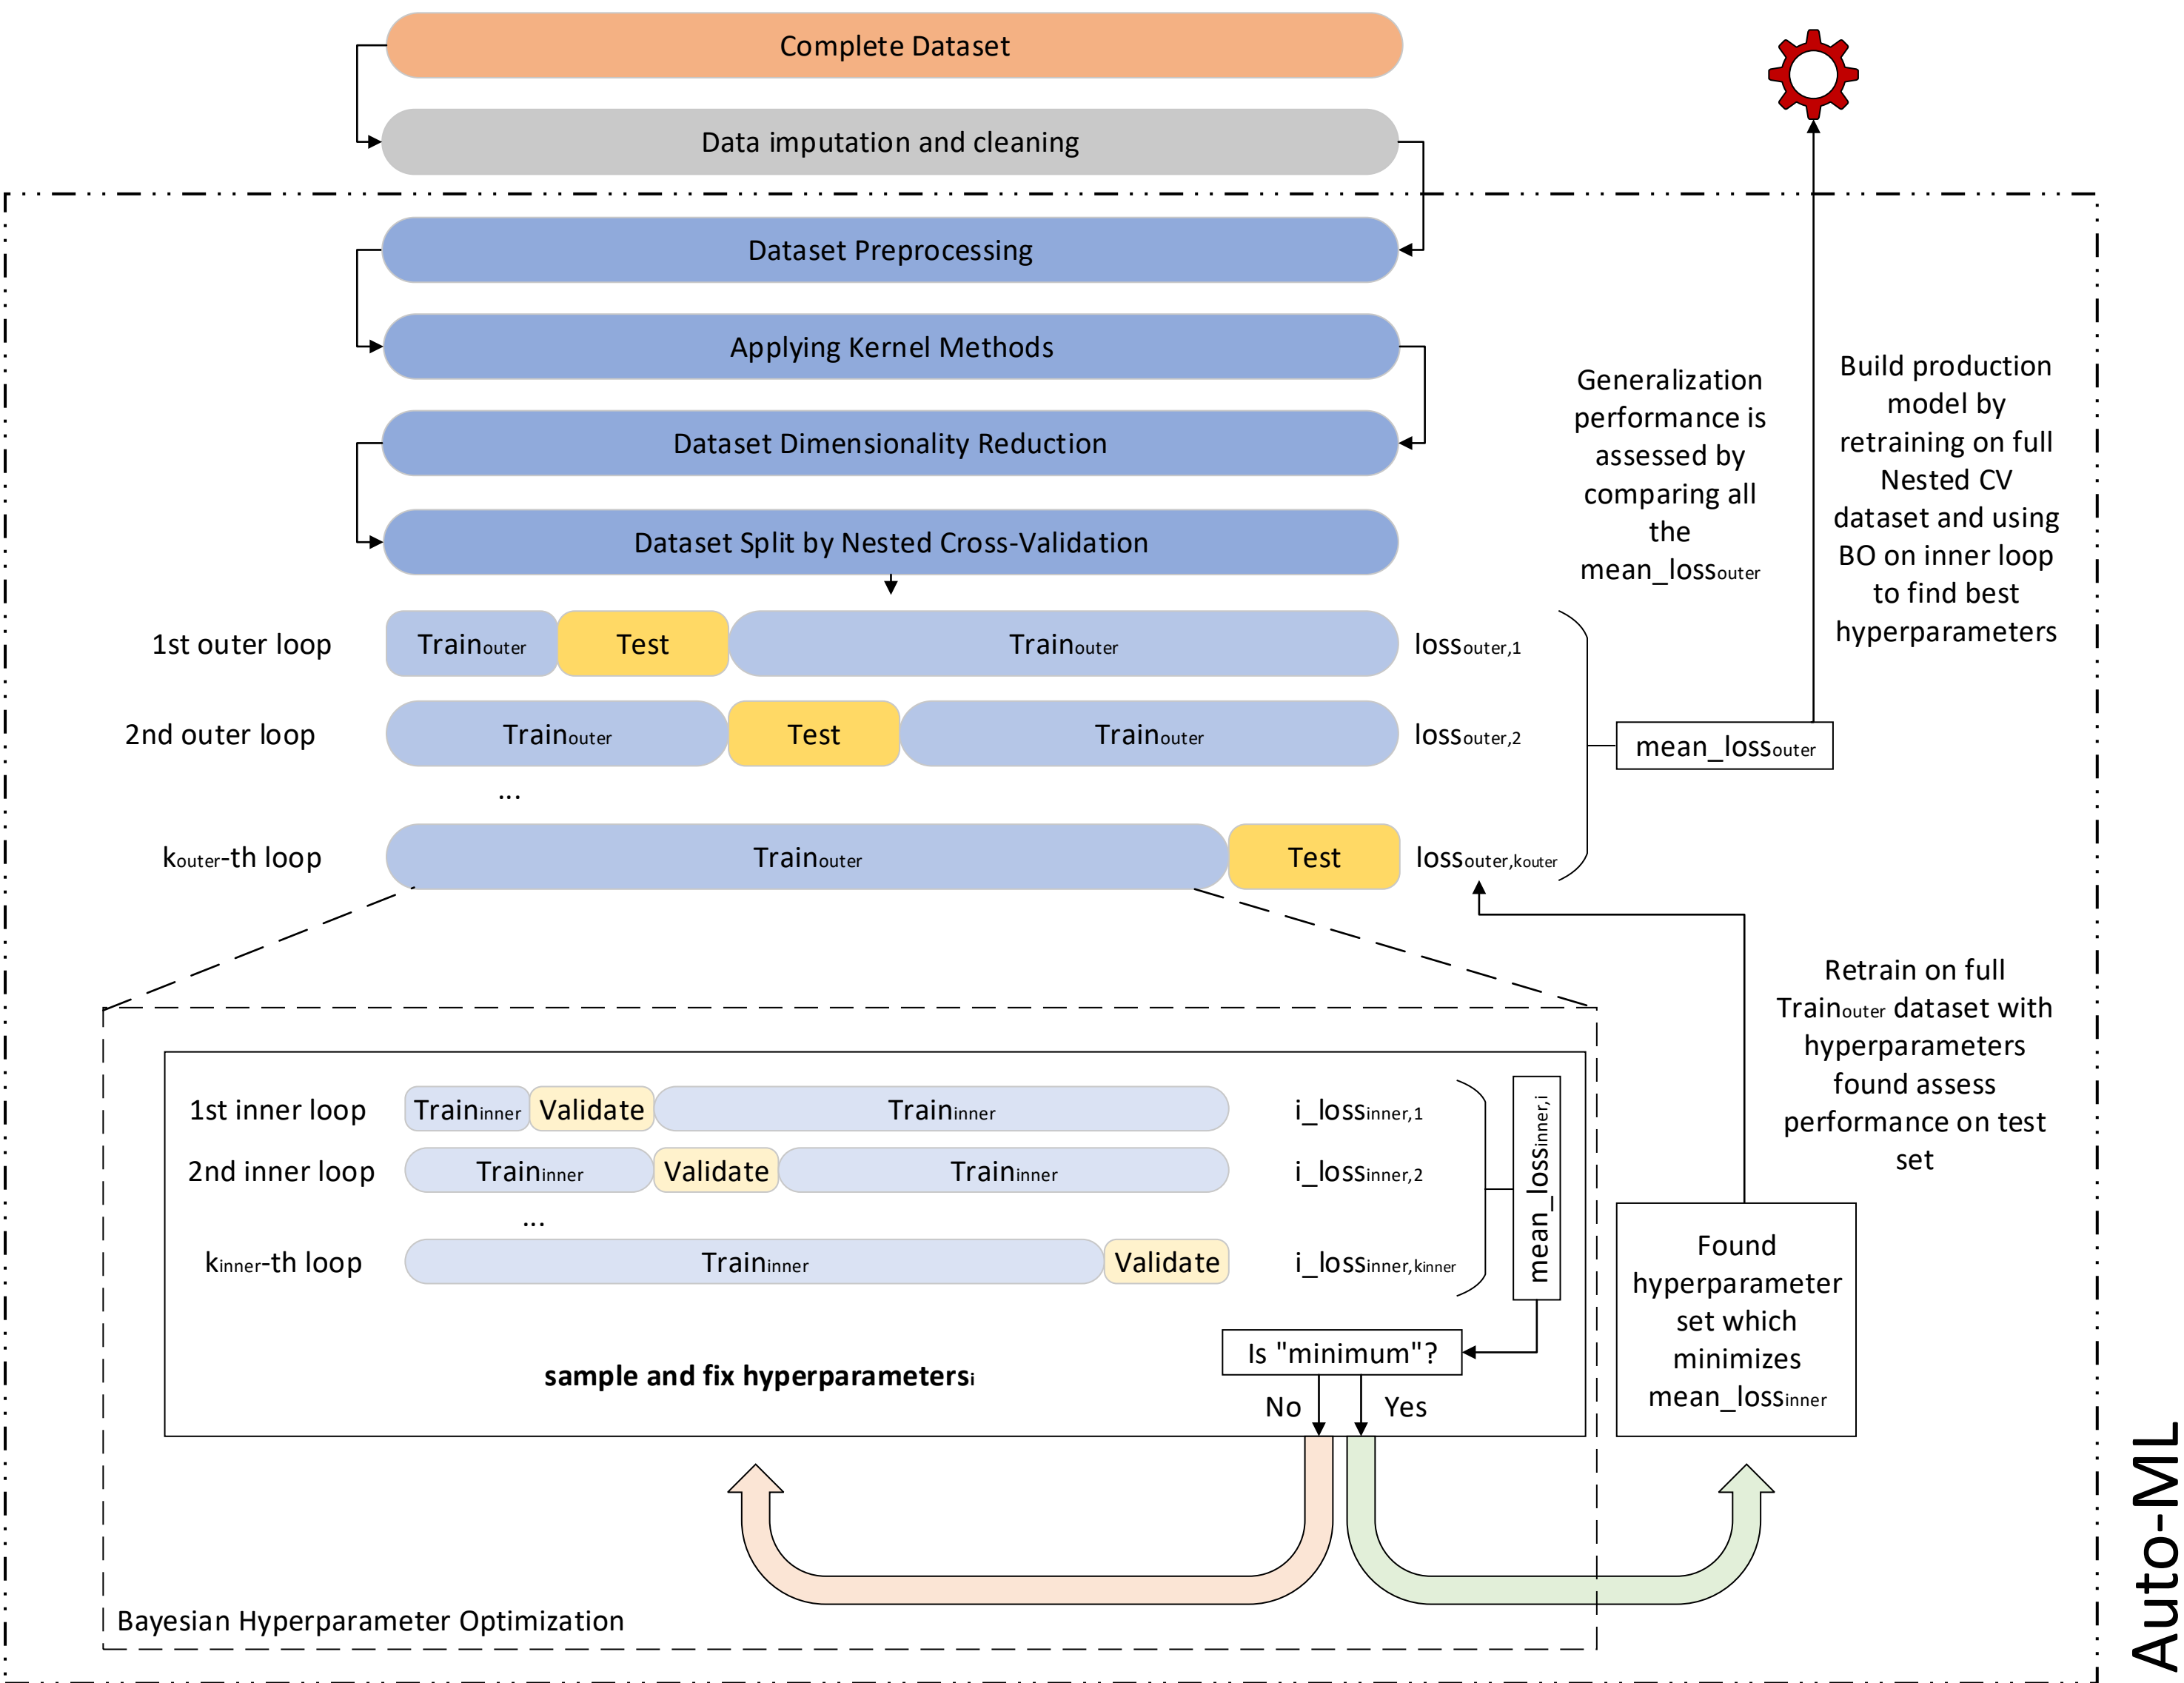 Complete Dataset
Data imputation and cleaning
Dataset Preprocessing
Applying Kernel Methods
Dataset Dimensionality Reduction
Dataset Split by Nested Cross-Validation
Generalization
performance is
assessed by
comparing all
the
mean_lossouter
Build production
model by
retraining on full
Nested CV
dataset and using
BO on inner loop
to find best
hyperparameters
1st outer loop
Trainouter
Test
Trainouter
lossouter,1
2nd outer loop
Trainouter
Test
Trainouter
lossouter,2
mean_lossouter
...
kouter-th loop
Trainouter
Test
lossouter,kouter
Retrain on full
Trainouter dataset with
hyperparameters
found assess
performance on test
set
1st inner loop
Traininner
Validate
Traininner
i_lossinner,1
2nd inner loop
Traininner
Validate
Traininner
i_lossinner,2
...
kinner-th loop
Traininner
Validate
i_lossinner,kinner
mean_lossinner,i
Is "minimum"?
No
Yes
sample and fix hyperparametersi
Found
hyperparameter
set which
minimizes
mean_lossinner
Bayesian Hyperparameter Optimization
Auto-ML